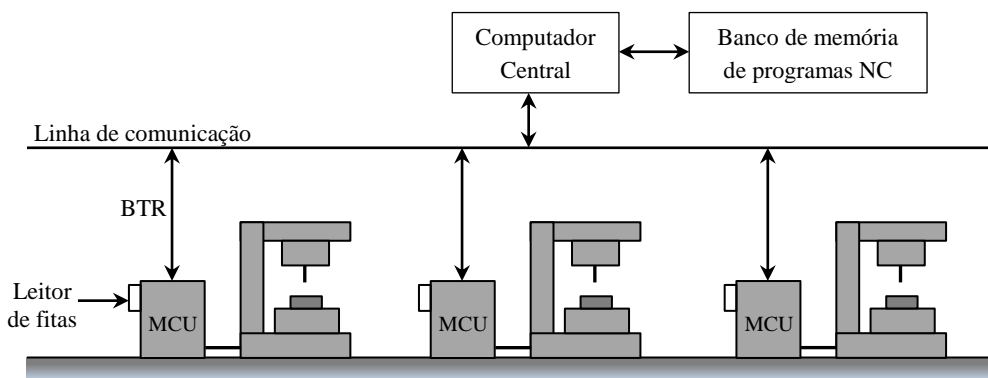 Computador
Central
Banco de memória
de programas NC
Linha de comunicação
BTR
Leitor
de fitas
MCU
MCU
MCU